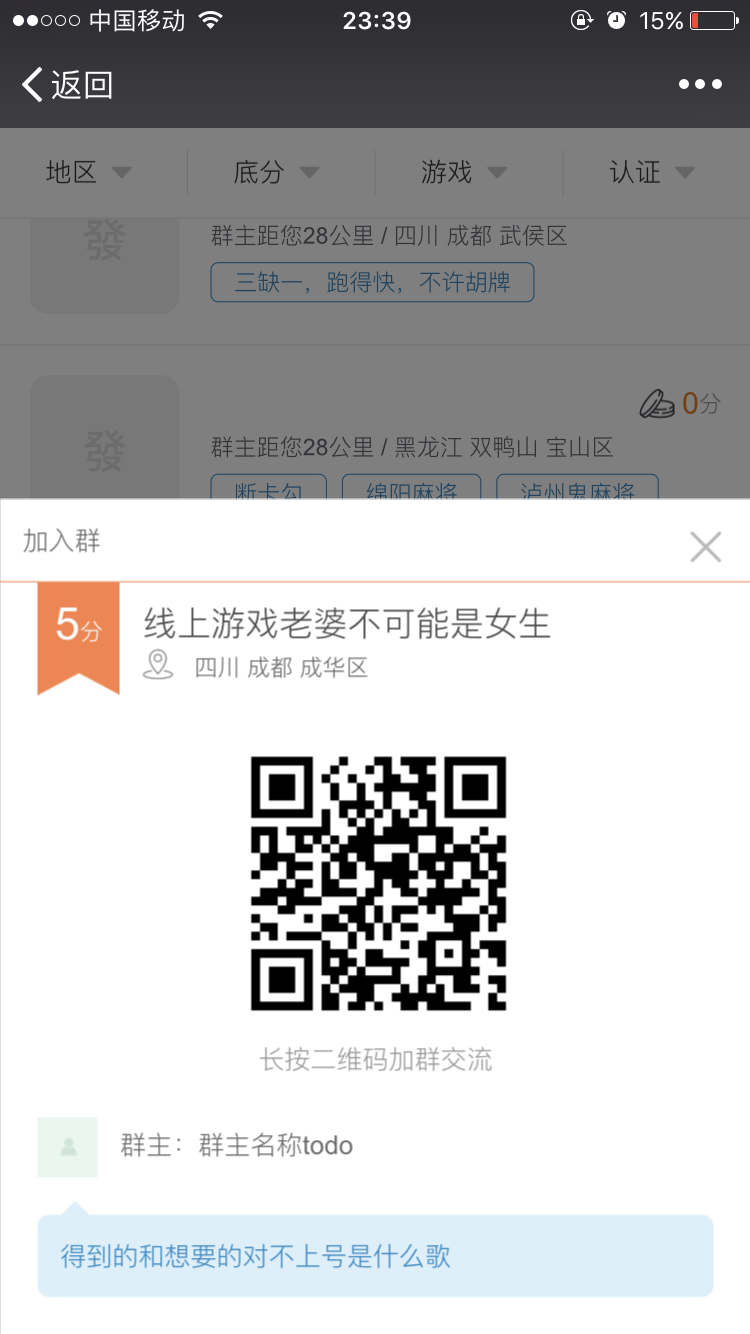 中国移动 23:39 15%
返回
地区 底分 游戏 认证
發
群主距您28公里 / 四川 成都 武侯区
三缺一，跑得快，不许胡牌
發
0分
群主距您28公里 / 黑龙江 双鸭山 宝山区
断卡勾 绵阳麻将 泸州鬼麻将
加入群
5分 线上游戏老婆不可能是女生
四川 成都 成华区
长按二维码加群交流
群主：群主名称todo
得到的和想要的对不上号是什么歌